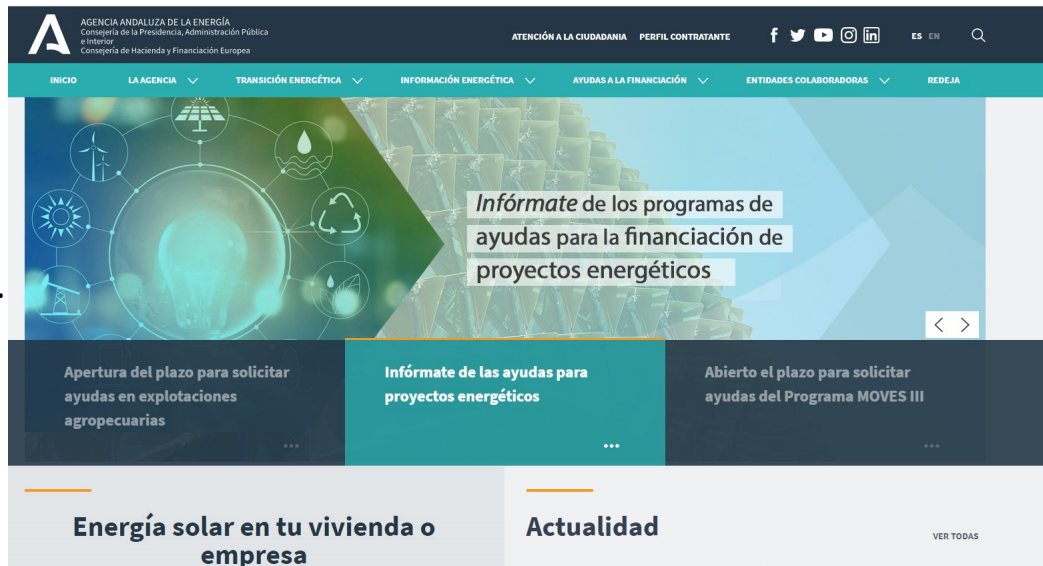 AGENCIA ANDALUZA DE LA ENERGÍA
Consejería de la Presidencia, Administración Pública
e Interior
Consejería de Hacienda y Financiación Europea
ATENCIÓN A LA CIUDADANIA PERFIL CONTRATANTE
ES EN
INICIO LA AGENCIA TRANSICIÓN ENERGÉTICA INFORMACIÓN ENERGÉTICA AYUDAS A LA FINANCIACIÓN ENTIDADES COLABORADORAS REDEJA
Infórmate de los programas de
ayudas para la financiación de
proyectos energéticos
Apertura del plazo para solicitar
ayudas en explotaciones
agropecuarias
...
Infórmate de las ayudas para
proyectos energéticos
...
Abierto el plazo para solicitar
ayudas del Programa MOVES III
...
Energía solar en tu vivienda o
empresa
Actualidad
VER TODAS